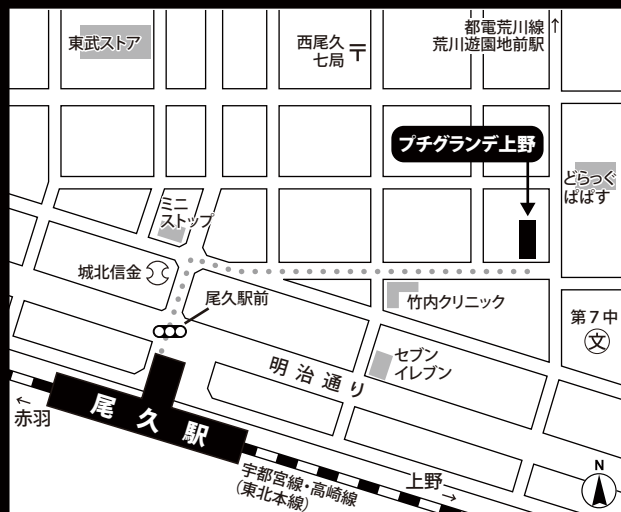 東武ストア
西尾久
七局
〒
都電荒川線
荒川遊園地前駅
↑
プチグランデ上野
どらっぐ
ぱぱす
ミニ
ストップ
城北信金
尾久駅前
竹内クリニック
第7中
文
セブン
イレブン
明治通り
尾久駅
←
赤羽
宇都宮線・高崎線
(東北本線)
上野
→
N